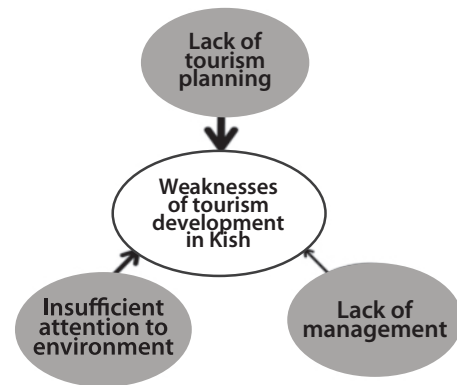 Lack of
tourism
planning
Weaknesses
of tourism
development
in Kish
Insufficient
attention to
environment
Lack of
management